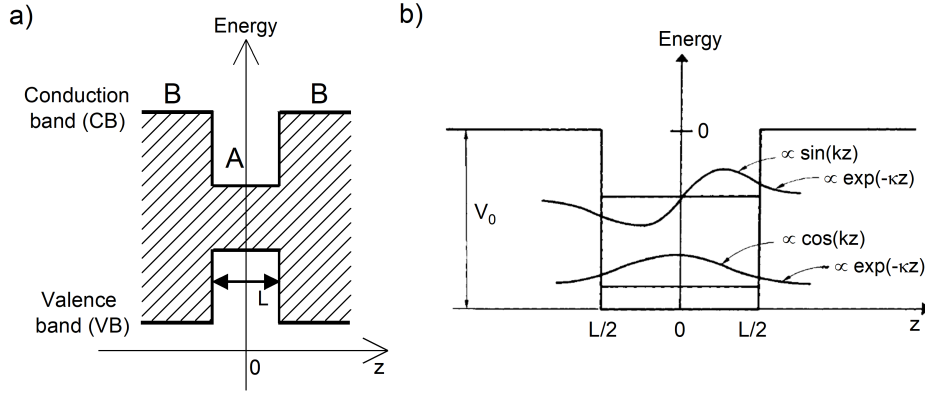 a)
Energy
Conduction
band (CB)
B
B
A
Valence
band (VB)
L
0
z
b)
Energy
0
∝ sin(kz)
∝ exp(-κz)
V₀
∝ cos(kz)
∝ exp(-κz)
L/2
0
L/2
z